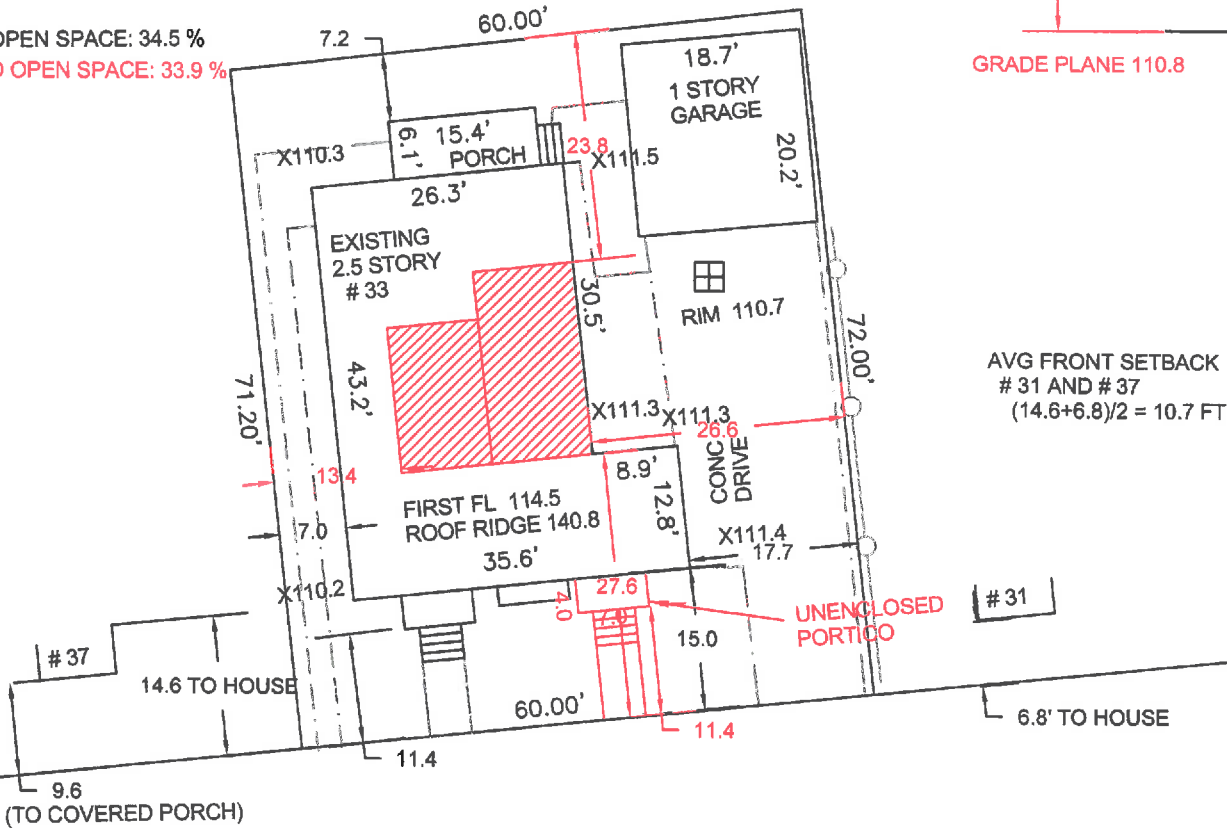 OPEN SPACE: 34.5 %
OPEN SPACE: 33.9 %
7.2
60.00'
GRADE PLANE 110.8
18.7'
1 STORY
GARAGE
20.2'
X110.3
6.1'
15.4'
PORCH
23.8
X111.5
26.3'
EXISTING
2.5 STORY
# 33
30.5'
RIM 110.7
72.00'
71.20'
43.2'
AVG FRONT SETBACK
# 31 AND # 37
(14.6+6.8)/2 = 10.7 FT
X111.3
X111.3
26.6
CONC
DRIVE
8.9'
12.8'
13.4
FIRST FL 114.5
ROOF RIDGE 140.8
7.0
X111.4
17.7
35.6'
X110.2
27.6
4.0
7.0
UNENCLOSED
PORTICO
# 31
# 37
14.6 TO HOUSE
15.0
60.00'
11.4
11.4
6.8' TO HOUSE
9.6
(TO COVERED PORCH)